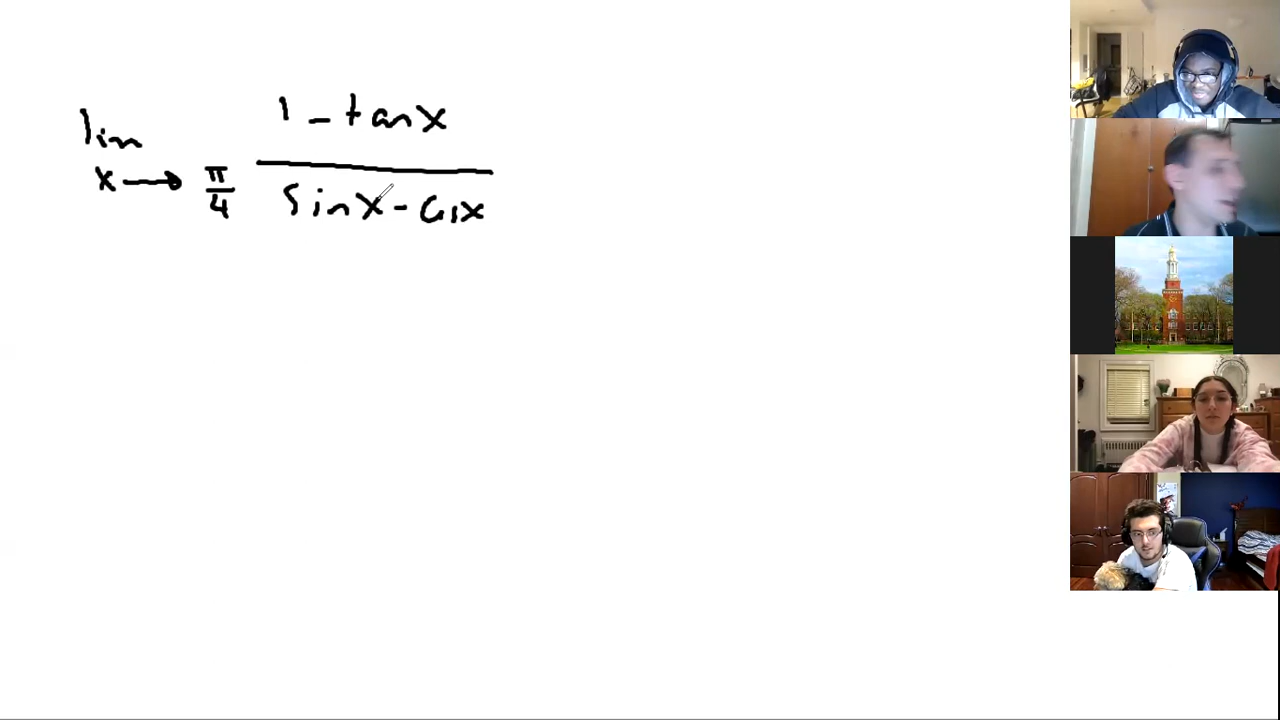 lim
x → π/4
1 - tanx
sinx - cosx